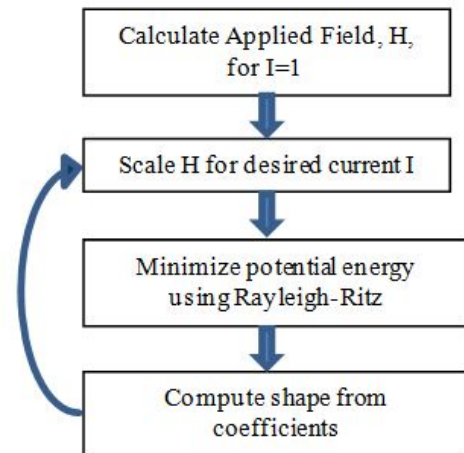 Calculate Applied Field, H,
for I=1
Scale H for desired current I
Minimize potential energy
using Rayleigh-Ritz
Compute shape from
coefficients